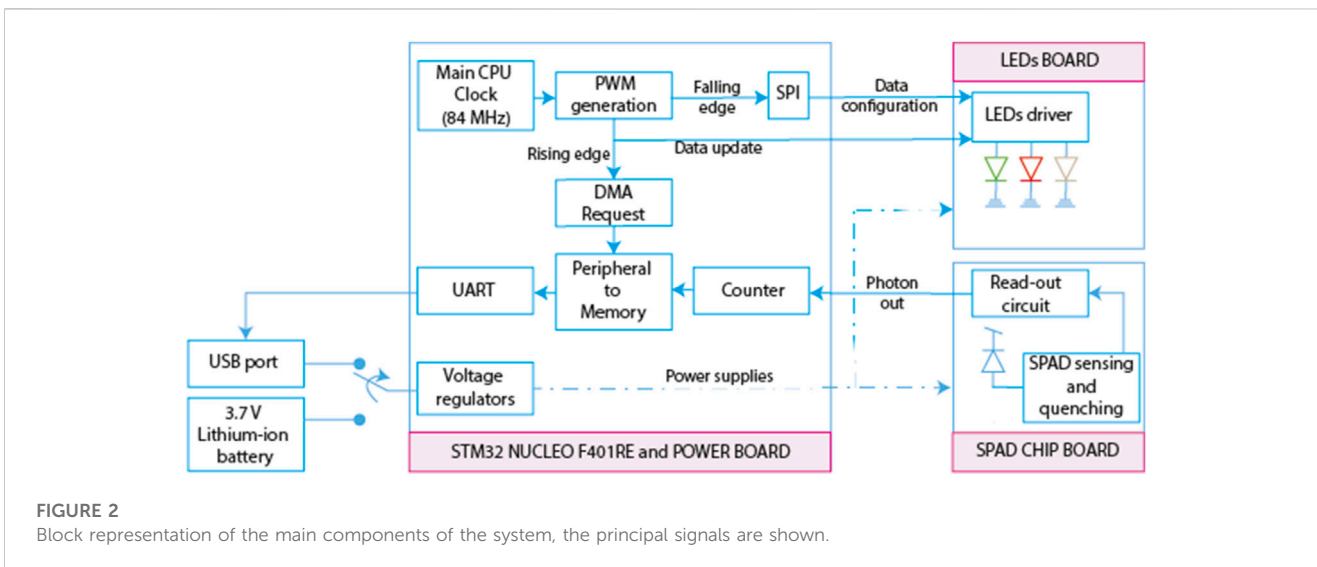 Main CPU
Clock
(84 MHz)
PWM
generation
Falling
edge
SPI
Data
configuration
LEDs BOARD
LEDs driver
Rising edge
Data update
DMA
Request
UART
Peripheral
to
Memory
Counter
Photon
out
Read-out
circuit
USB port
3.7 V
Lithium-ion
battery
Voltage
regulators
Power supplies
SPAD sensing
and
quenching
STM32 NUCLEO F401RE and POWER BOARD
SPAD CHIP BOARD
FIGURE 2
Block representation of the main components of the system, the principal signals are shown.